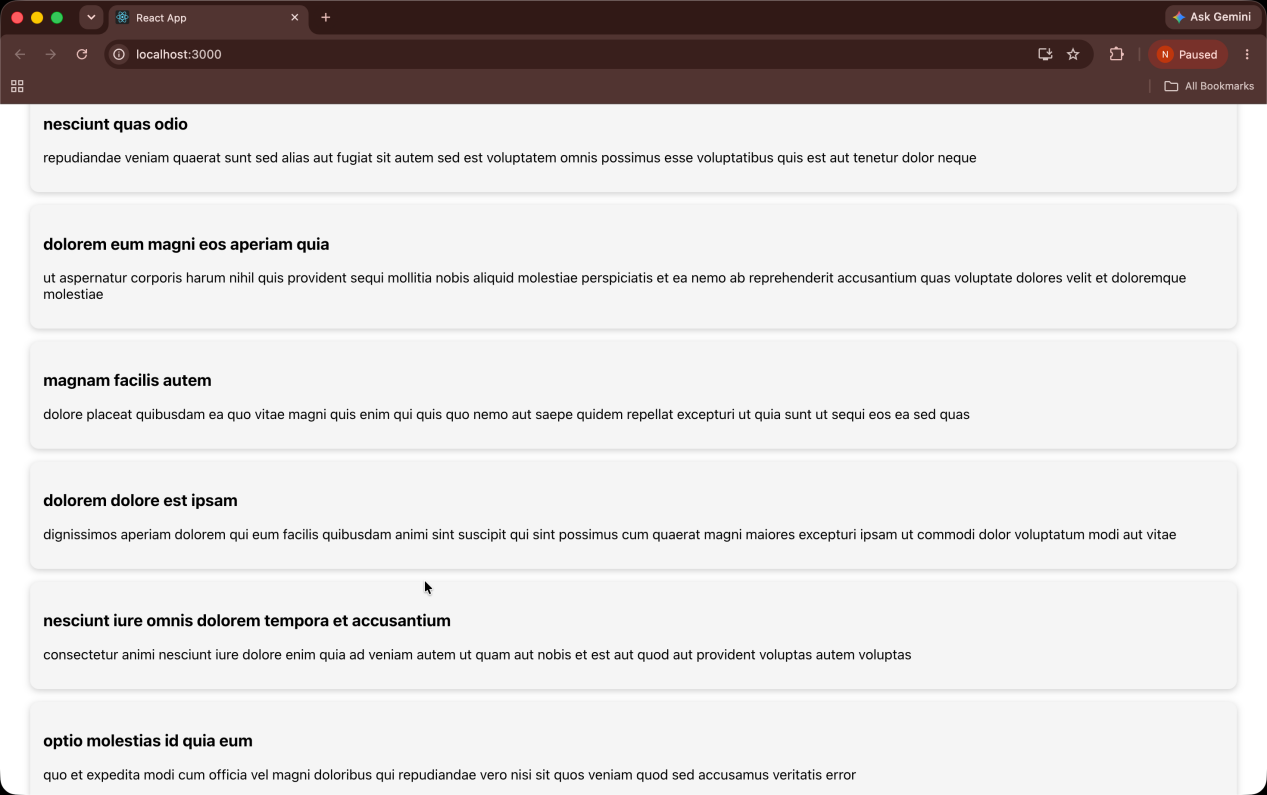 React App
Ask Gemini
localhost:3000
N Paused
All Bookmarks
nesciunt quas odio
repudiandae veniam quaerat sunt sed alias aut fugiat sit autem sed est voluptatem omnis possimus esse voluptatibus quis est aut tenetur dolor neque
dolorem eum magni eos aperiam quia
ut aspernatur corporis harum nihil quis provident sequi mollitia nobis aliquid molestiae perspiciatis et ea nemo ab reprehenderit accusantium quas voluptate dolores velit et doloremque
molestiae
magnam facilis autem
dolore placeat quibusdam ea quo vitae magni quis enim qui quis quo nemo aut saepe quidem repellat excepturi ut quia sunt ut sequi eos ea sed quas
dolorem dolore est ipsam
dignissimos aperiam dolorem qui eum facilis quibusdam animi sint suscipit qui sint possimus cum quaerat magni maiores excepturi ipsam ut commodi dolor voluptatum modi aut vitae
nesciunt iure omnis dolorem tempora et accusantium
consectetur animi nesciunt iure dolore enim quia ad veniam autem ut quam aut nobis et est aut quod aut provident voluptas autem voluptas
optio molestias id quia eum
quo et expedita modi cum officia vel magni doloribus qui repudiandae vero nisi sit quos veniam quod sed accusamus veritatis error